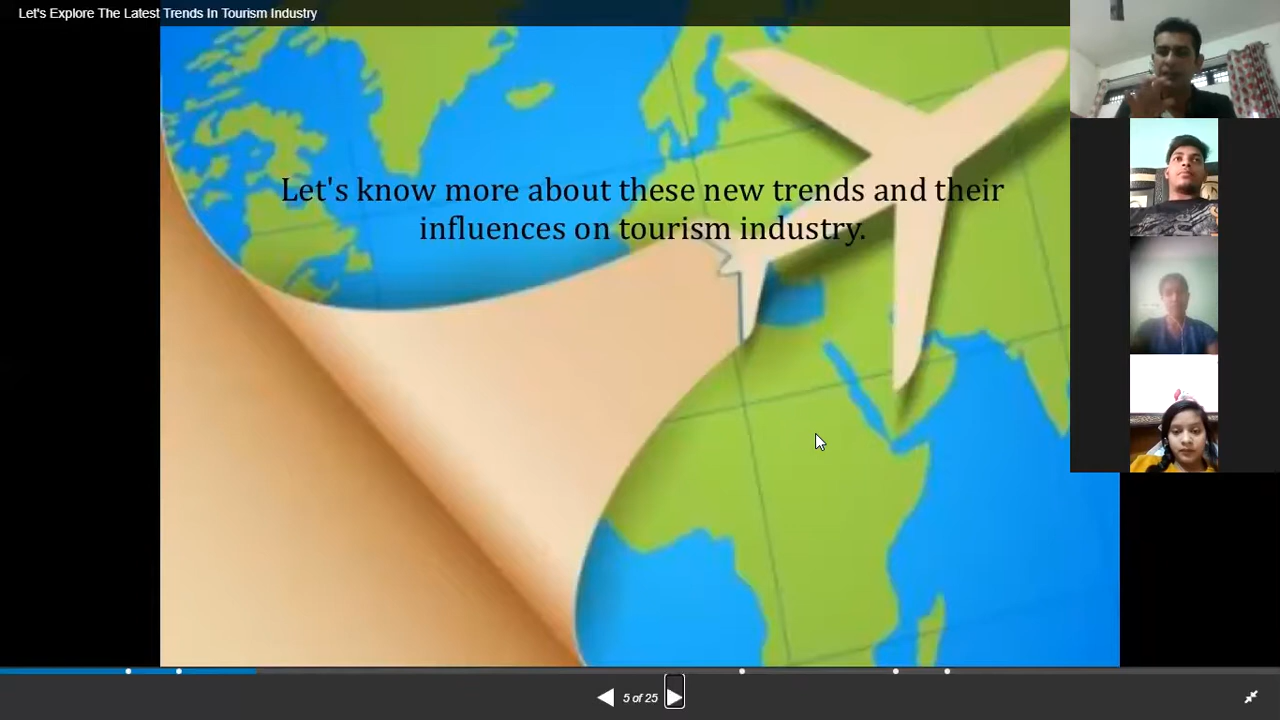 Let's Explore The Latest Trends In Tourism Industry
Let's know more about these new trends and their
influences on tourism industry.
5 of 25